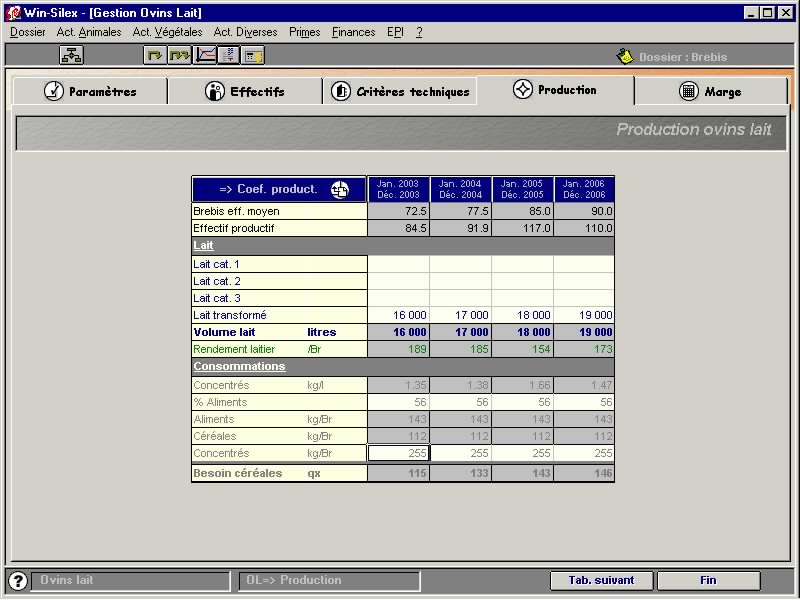 Win-Silex - [Gestion Ovins Lait]
Dossier Act. Animales Act. Végétales Act. Diverses Primes Finances EPI ?
Dossier : Brebis
Paramètres Effectifs Critères techniques Production Marge
Production ovins lait
=> Coef. product. Jan. 2003 Jan. 2004 Jan. 2005 Jan. 2006
Déc. 2003 Déc. 2004 Déc. 2005 Déc. 2006
Brebis eff. moyen 72.5 77.5 85.0 90.0
Effectif productif 84.5 91.9 117.0 110.0
Lait
Lait cat. 1
Lait cat. 2
Lait cat. 3
Lait transformé 16 000 17 000 18 000 19 000
Volume lait litres 16 000 17 000 18 000 19 000
Rendement laitier /Br 189 185 154 173
Consommations
Concentrés kg/l 1.35 1.38 1.66 1.47
% Aliments 56 56 56 56
Aliments kg/Br 143 143 143 143
Céréales kg/Br 112 112 112 112
Concentrés kg/Br 255 255 255 255
Besoin céréales qx 115 133 143 146
? Ovins lait OL=> Production Tab. suivant Fin